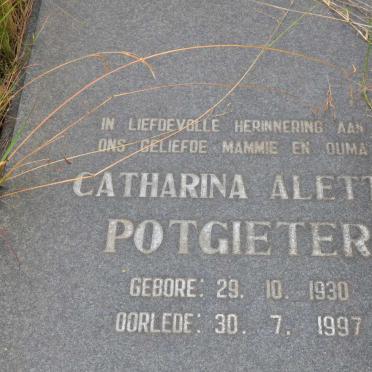 IN LIEFDEVOLLE HERINNERING AAN
ONS GELIEFDE MAMMIE EN OUMA
CATHARINA ALETT
POTGIETER
GEBORE: 29. 10. 1930
OORLEDE: 30. 7. 1997